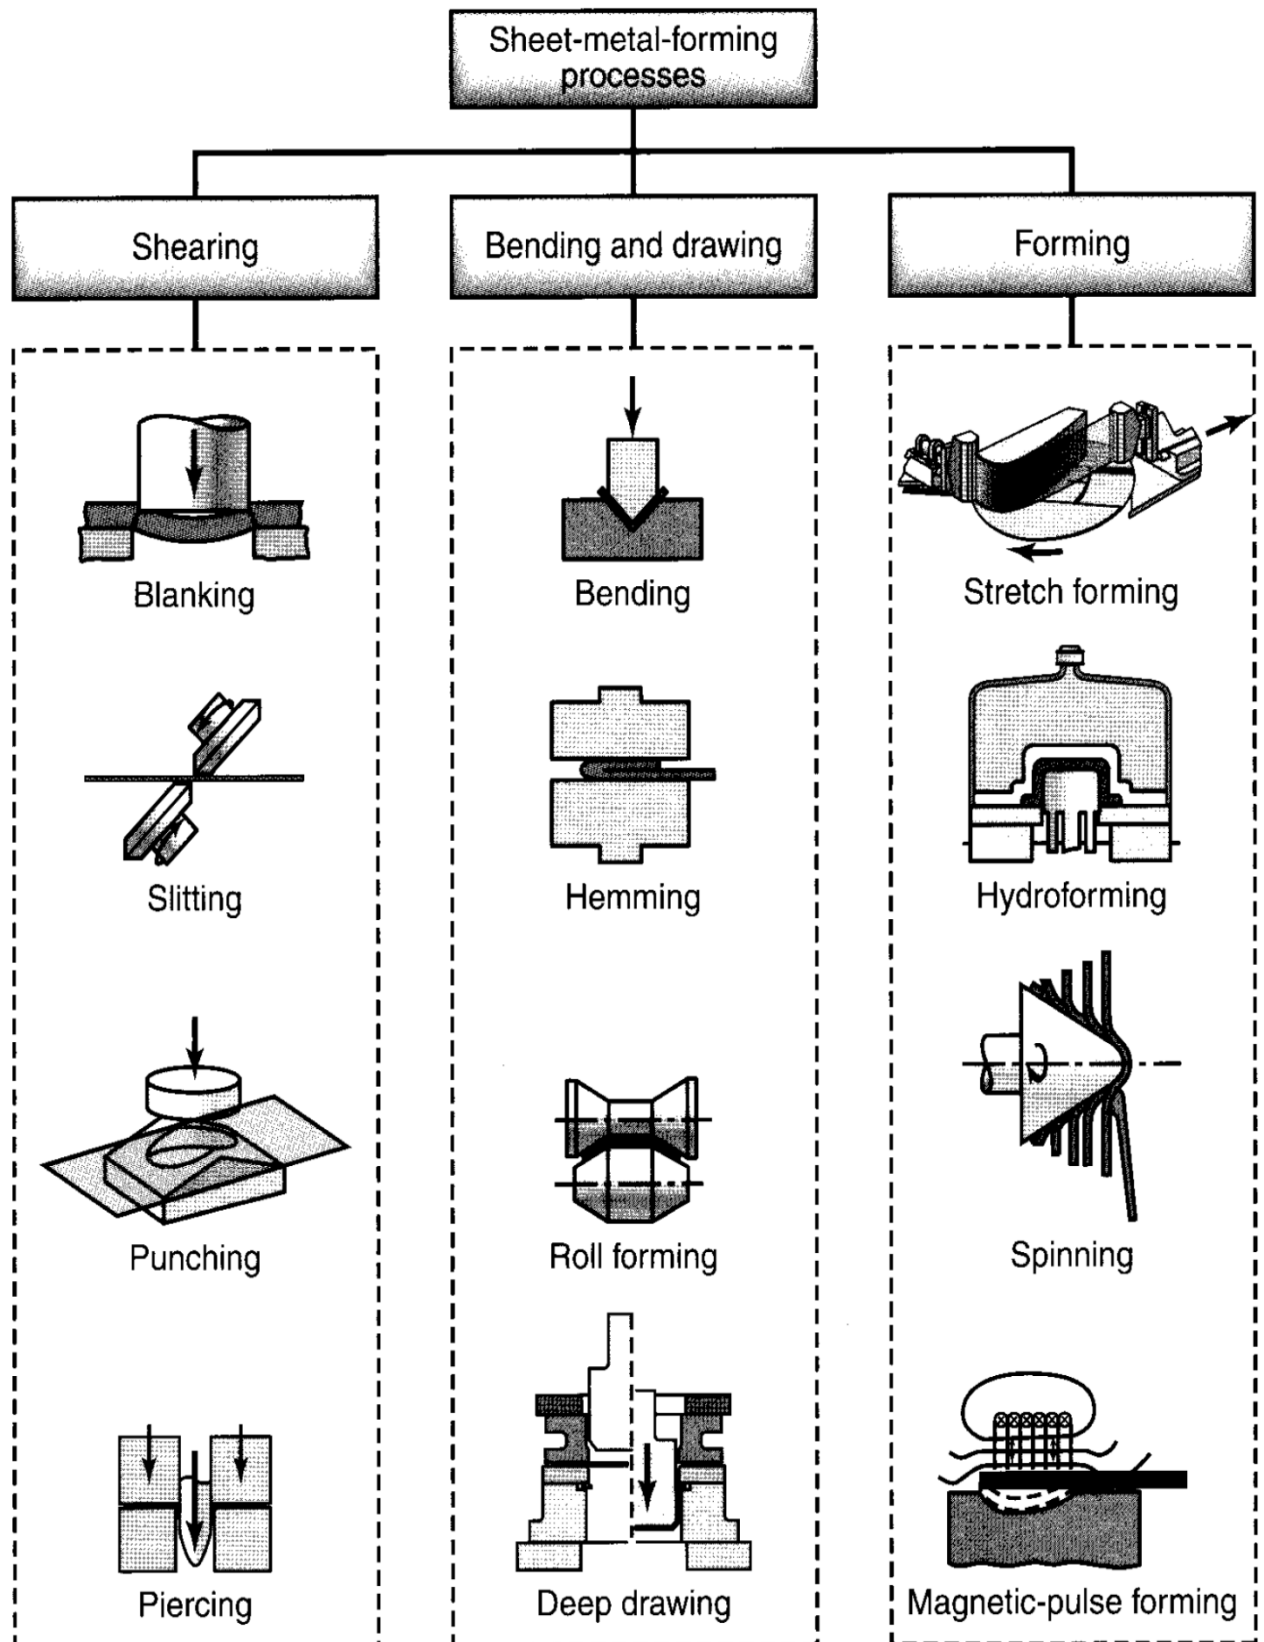 Sheet-metal-forming
processes
Shearing
Bending and drawing
Forming
Blanking
Bending
Stretch forming
Slitting
Hemming
Hydroforming
Punching
Roll forming
Spinning
Piercing
Deep drawing
Magnetic-pulse forming